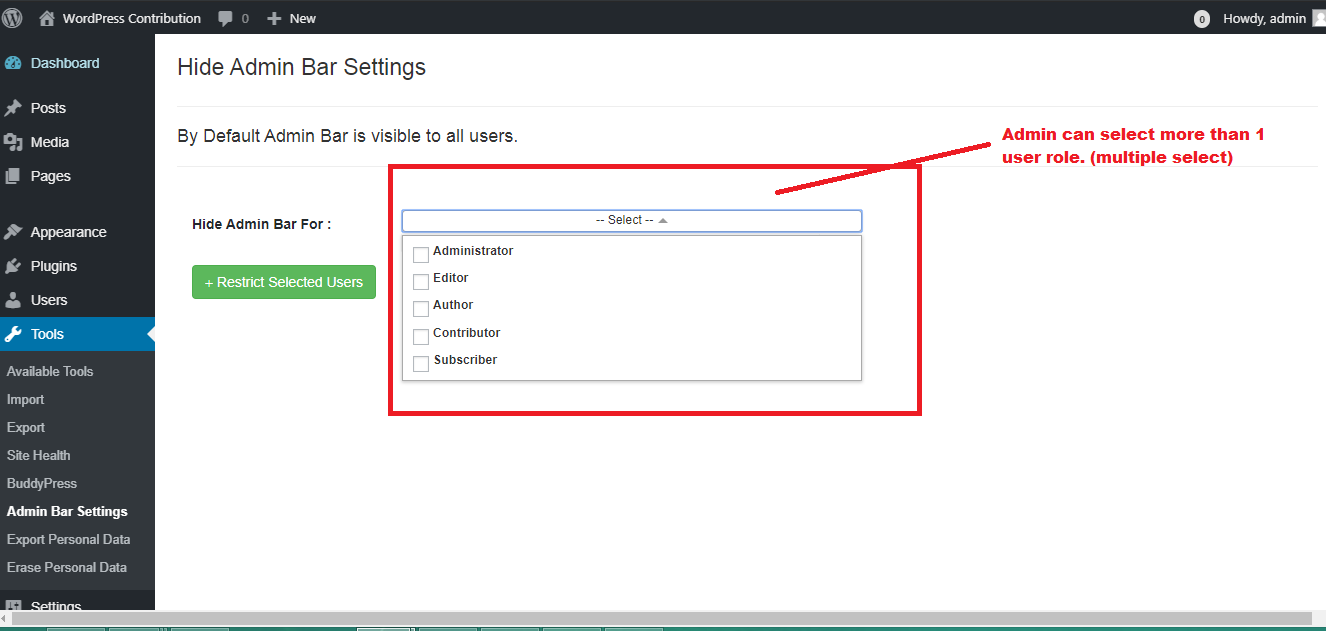 WordPress Contribution 0 New 0 Howdy, admin
Dashboard
Posts
Media
Pages
Appearance
Plugins
Users
Tools
Available Tools
Import
Export
Site Health
BuddyPress
Admin Bar Settings
Export Personal Data
Erase Personal Data
Settings
Hide Admin Bar Settings
By Default Admin Bar is visible to all users.
Admin can select more than 1
user role. (multiple select)
Hide Admin Bar For :
-- Select --
Administrator
Editor
Author
Contributor
Subscriber
+ Restrict Selected Users